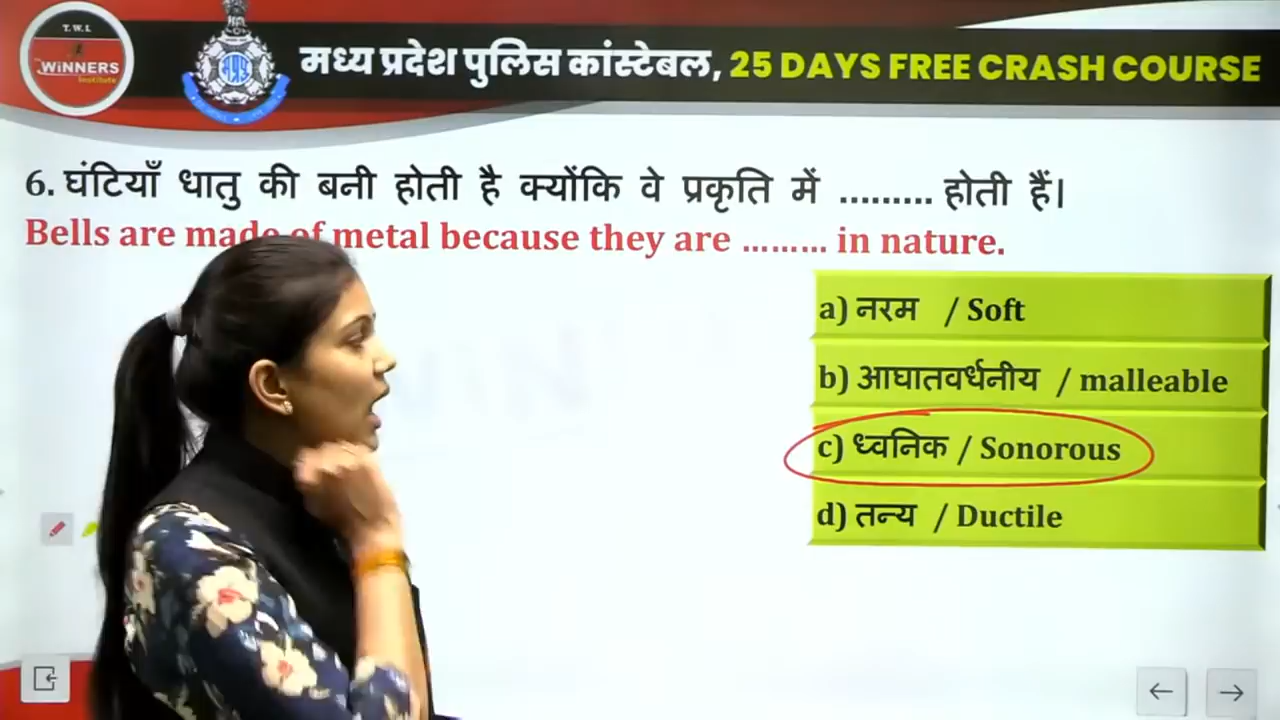 T.W.I.
WiNNERS
Institute
मध्य प्रदेश पुलिस कांस्टेबल, 25 DAYS FREE CRASH COURSE
6. घंटियाँ धातु की बनी होती है क्योंकि वे प्रकृति में ......... होती हैं।
Bells are made of metal because they are ......... in nature.
a) नरम / Soft
b) आघातवर्धनीय / malleable
c) ध्वनिक / Sonorous
d) तन्य / Ductile